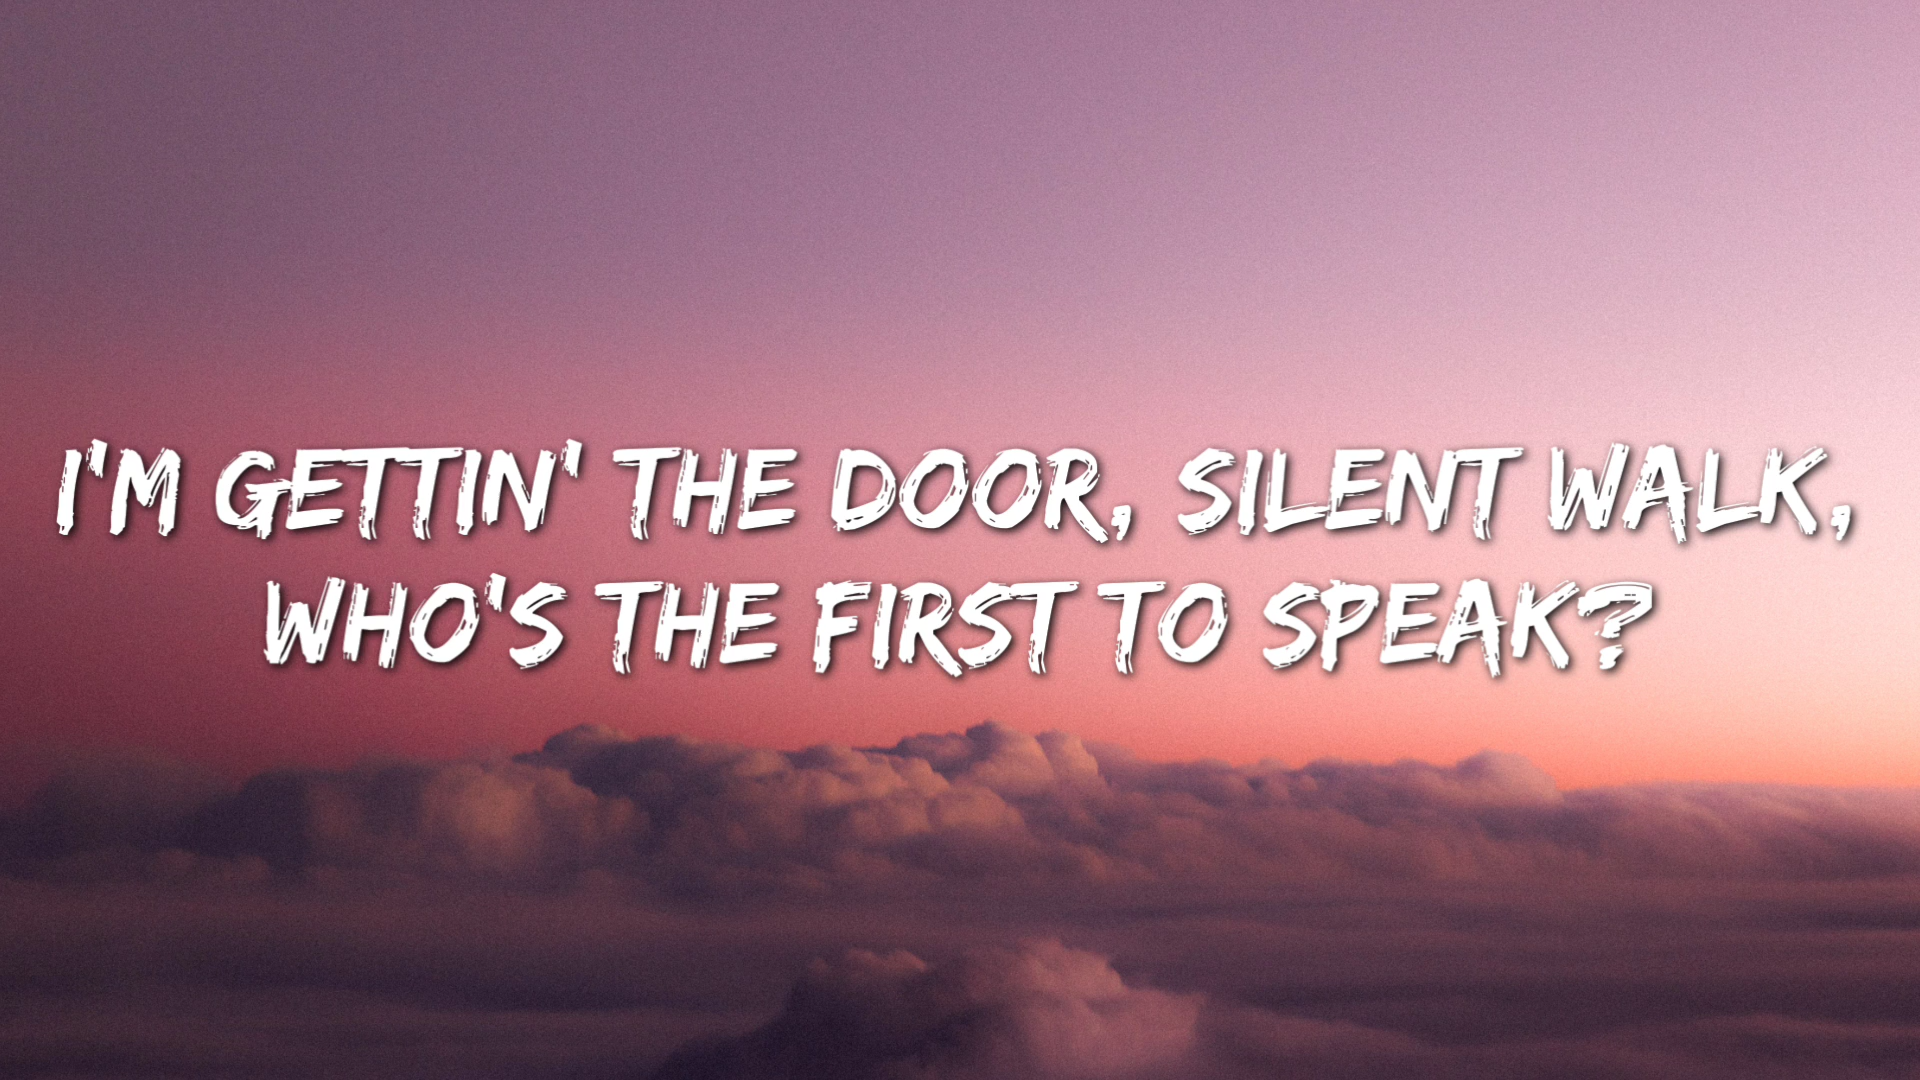 I'M GETTIN' THE DOOR, SILENT WALK,
WHO'S THE FIRST TO SPEAK?